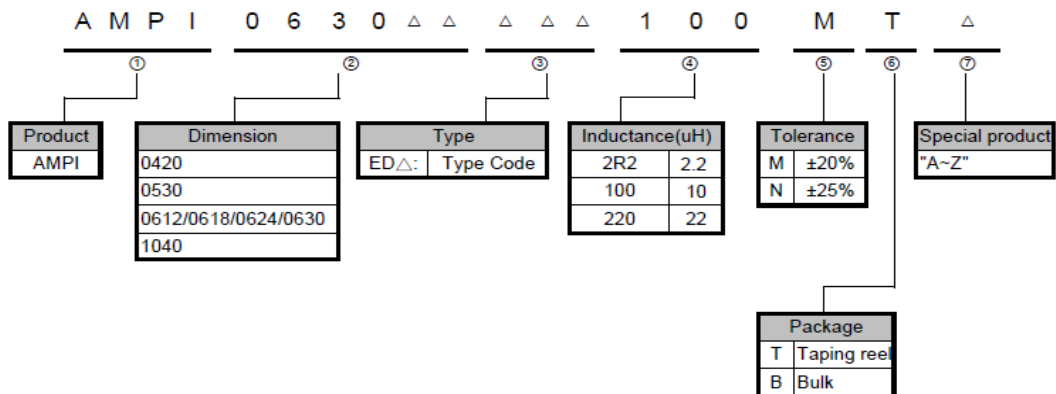 A M P I 0 6 3 0 △ △ △ △ △ 1 0 0 M T △
① ② ③ ④ ⑤ ⑥ ⑦
Product
AMPI
Dimension
0420
0530
0612/0618/0624/0630
1040
Type
ED△: Type Code
Inductance(uH)
2R2 2.2
100 10
220 22
Tolerance
M ±20%
N ±25%
Special product
"A~Z"
Package
T Taping reel
B Bulk